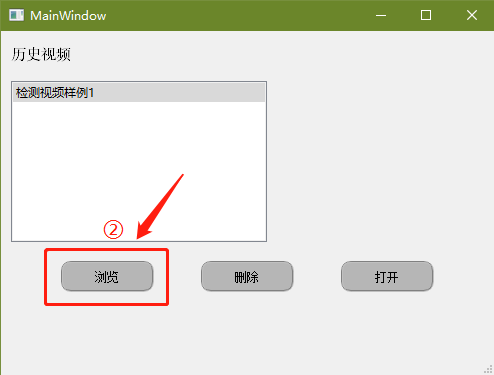 MainWindow
历史视频
检测视频样例1
②
浏览 删除 打开